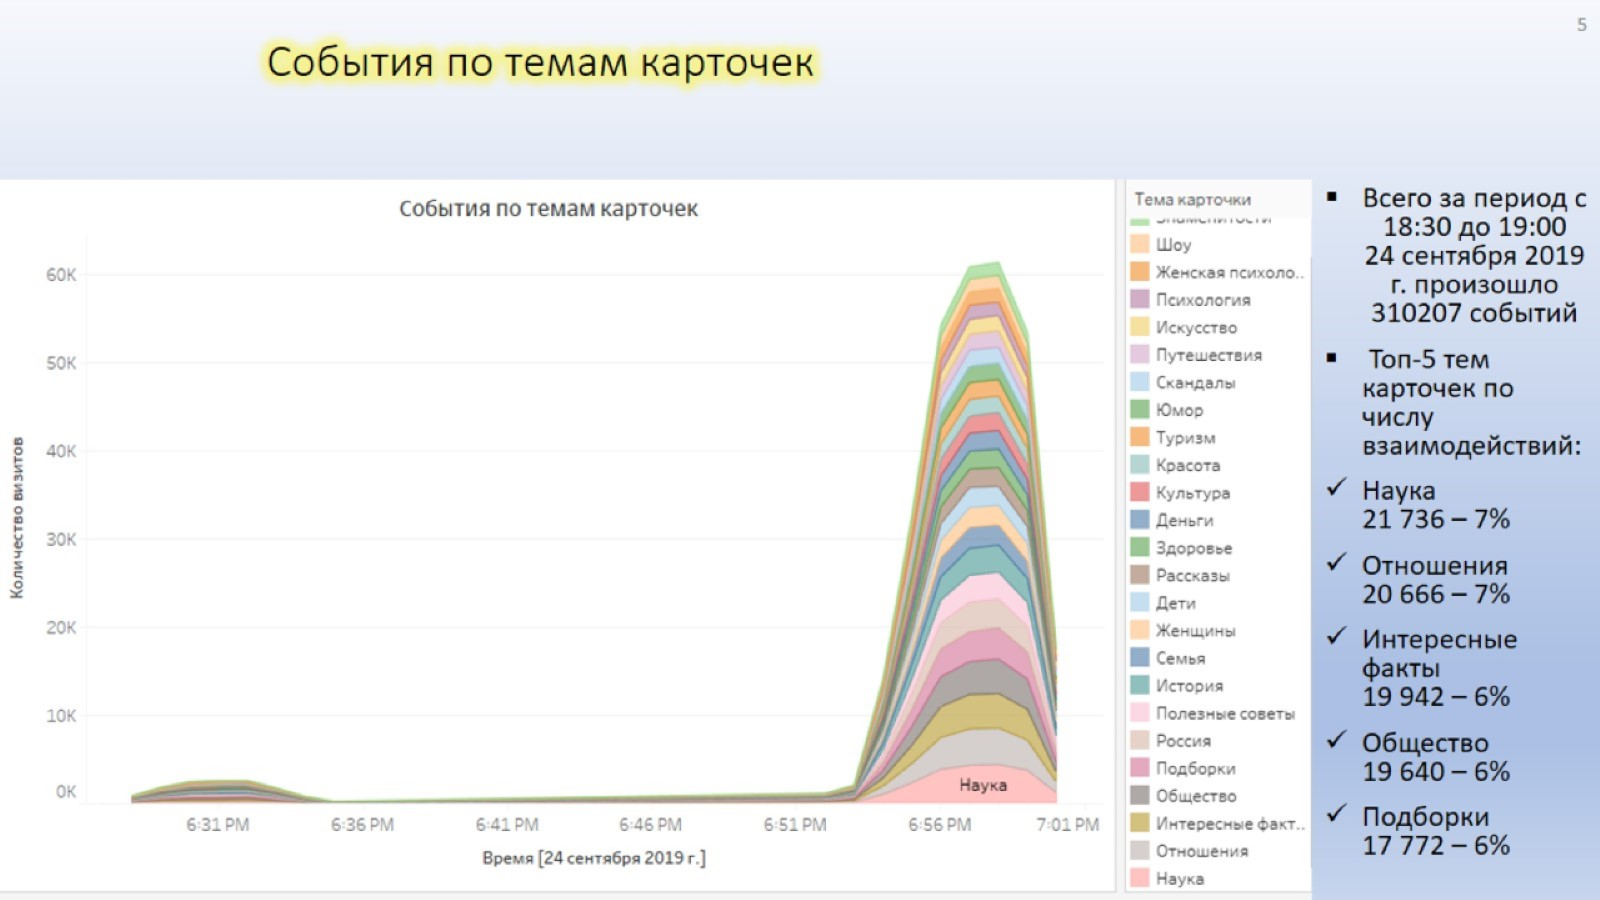 5
События по темам карточек
События по темам карточек
60K
50K
40K
30K
20K
10K
0K
Количество визитов
Наука
6:31 PM
6:36 PM
6:41 PM
6:46 PM
6:51 PM
6:56 PM
7:01 PM
Время [24 сентября 2019 г.]
Тема карточки
Знаменитости
Шоу
Женская психоло..
Психология
Искусство
Путешествия
Скандалы
Юмор
Туризм
Красота
Культура
Деньги
Здоровье
Рассказы
Дети
Женщины
Семья
История
Полезные советы
Россия
Подборки
Общество
Интересные факт..
Отношения
Наука
Всего за период с
18:30 до 19:00
24 сентября 2019
г. произошло
310207 событий
Топ-5 тем
карточек по
числу
взаимодействий:
Наука
21 736 – 7%
Отношения
20 666 – 7%
Интересные
факты
19 942 – 6%
Общество
19 640 – 6%
Подборки
17 772 – 6%